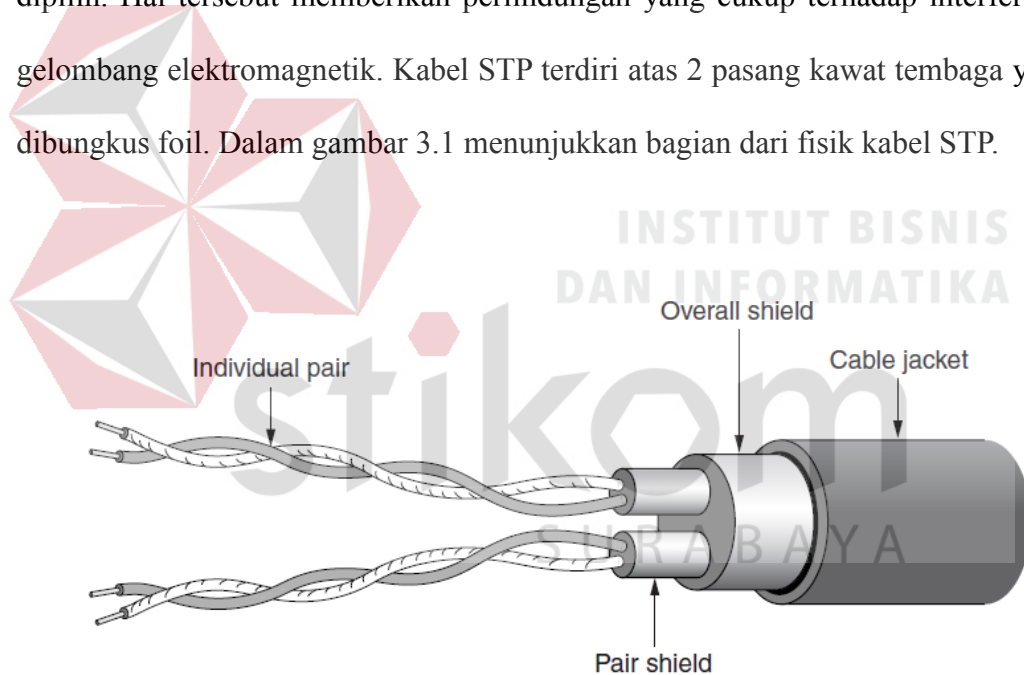 gelombang elektromagnetik. Kabel STP terdiri atas 2 pasang kawat tembaga
dibungkus foil. Dalam gambar 3.1 menunjukkan bagian dari fisik kabel STP.
INSTITUT BISNIS
DAN INFORMATIKA
Overall shield
Cable jacket
Individual pair
stikom
SURABAYA
Pair shield